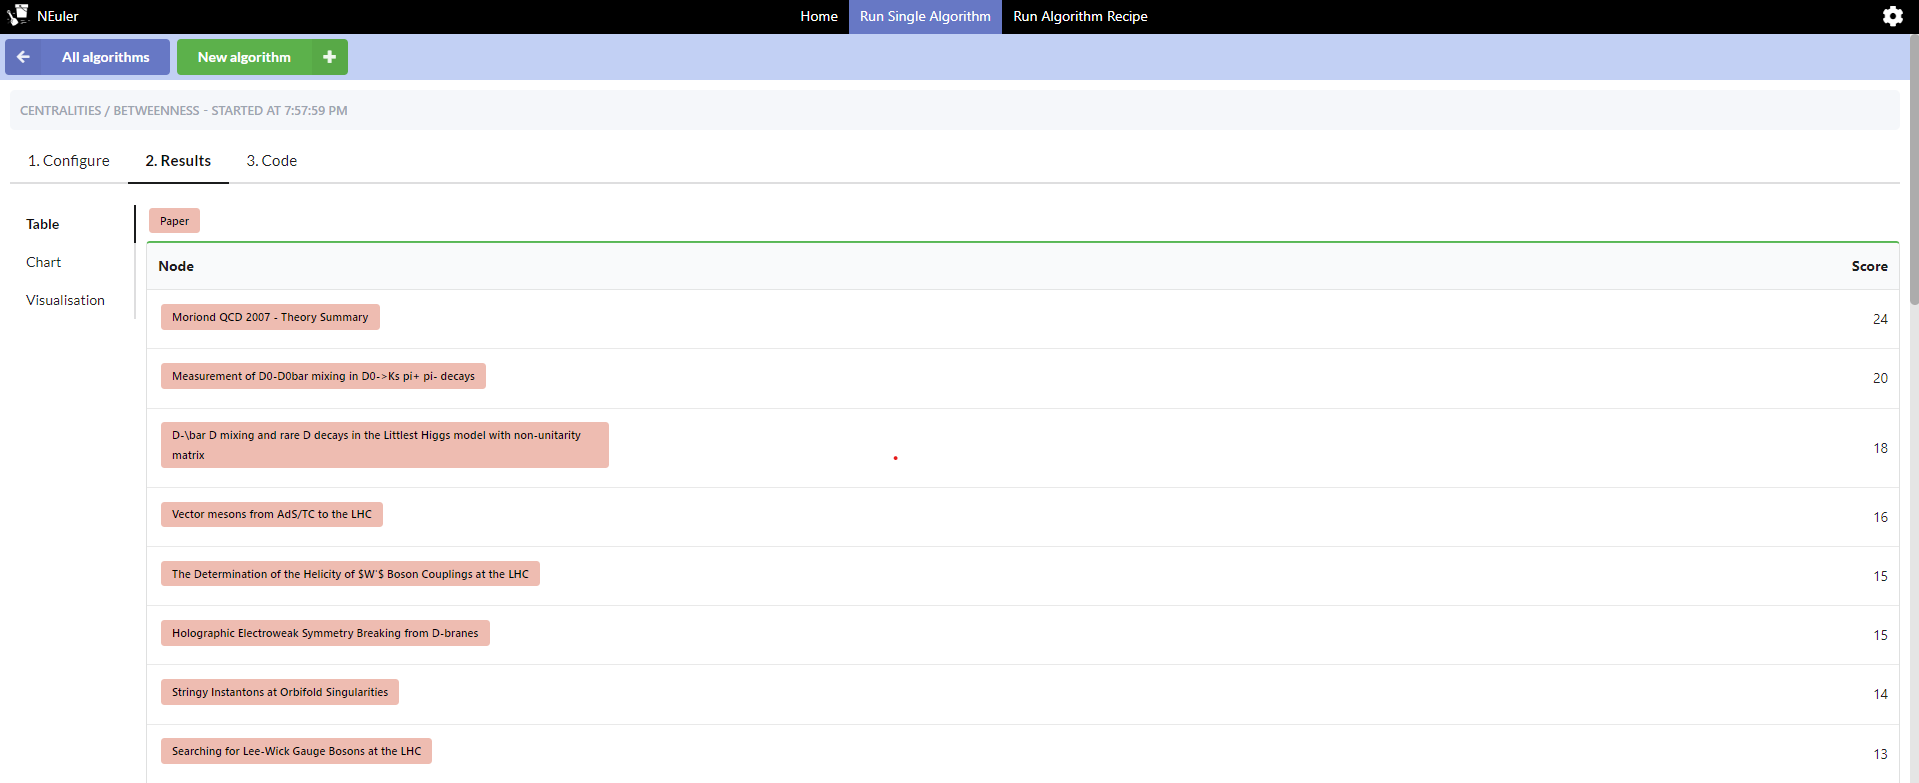 NEuler
Home
Run Single Algorithm
Run Algorithm Recipe
All algorithms
New algorithm
CENTRALITIES / BETWEENNESS - STARTED AT 7:57:59 PM
1. Configure
2. Results
3. Code
Table
Chart
Visualisation
Paper
Node Score
Moriond QCD 2007 - Theory Summary 24
Measurement of D0-D0bar mixing in D0->Ks pi+ pi- decays 20
D-\bar D mixing and rare D decays in the Littlest Higgs model with non-unitarity
matrix 18
Vector mesons from AdS/TC to the LHC 16
The Determination of the Helicity of $W'$ Boson Couplings at the LHC 15
Holographic Electroweak Symmetry Breaking from D-branes 15
Stringy Instantons at Orbifold Singularities 14
Searching for Lee-Wick Gauge Bosons at the LHC 13